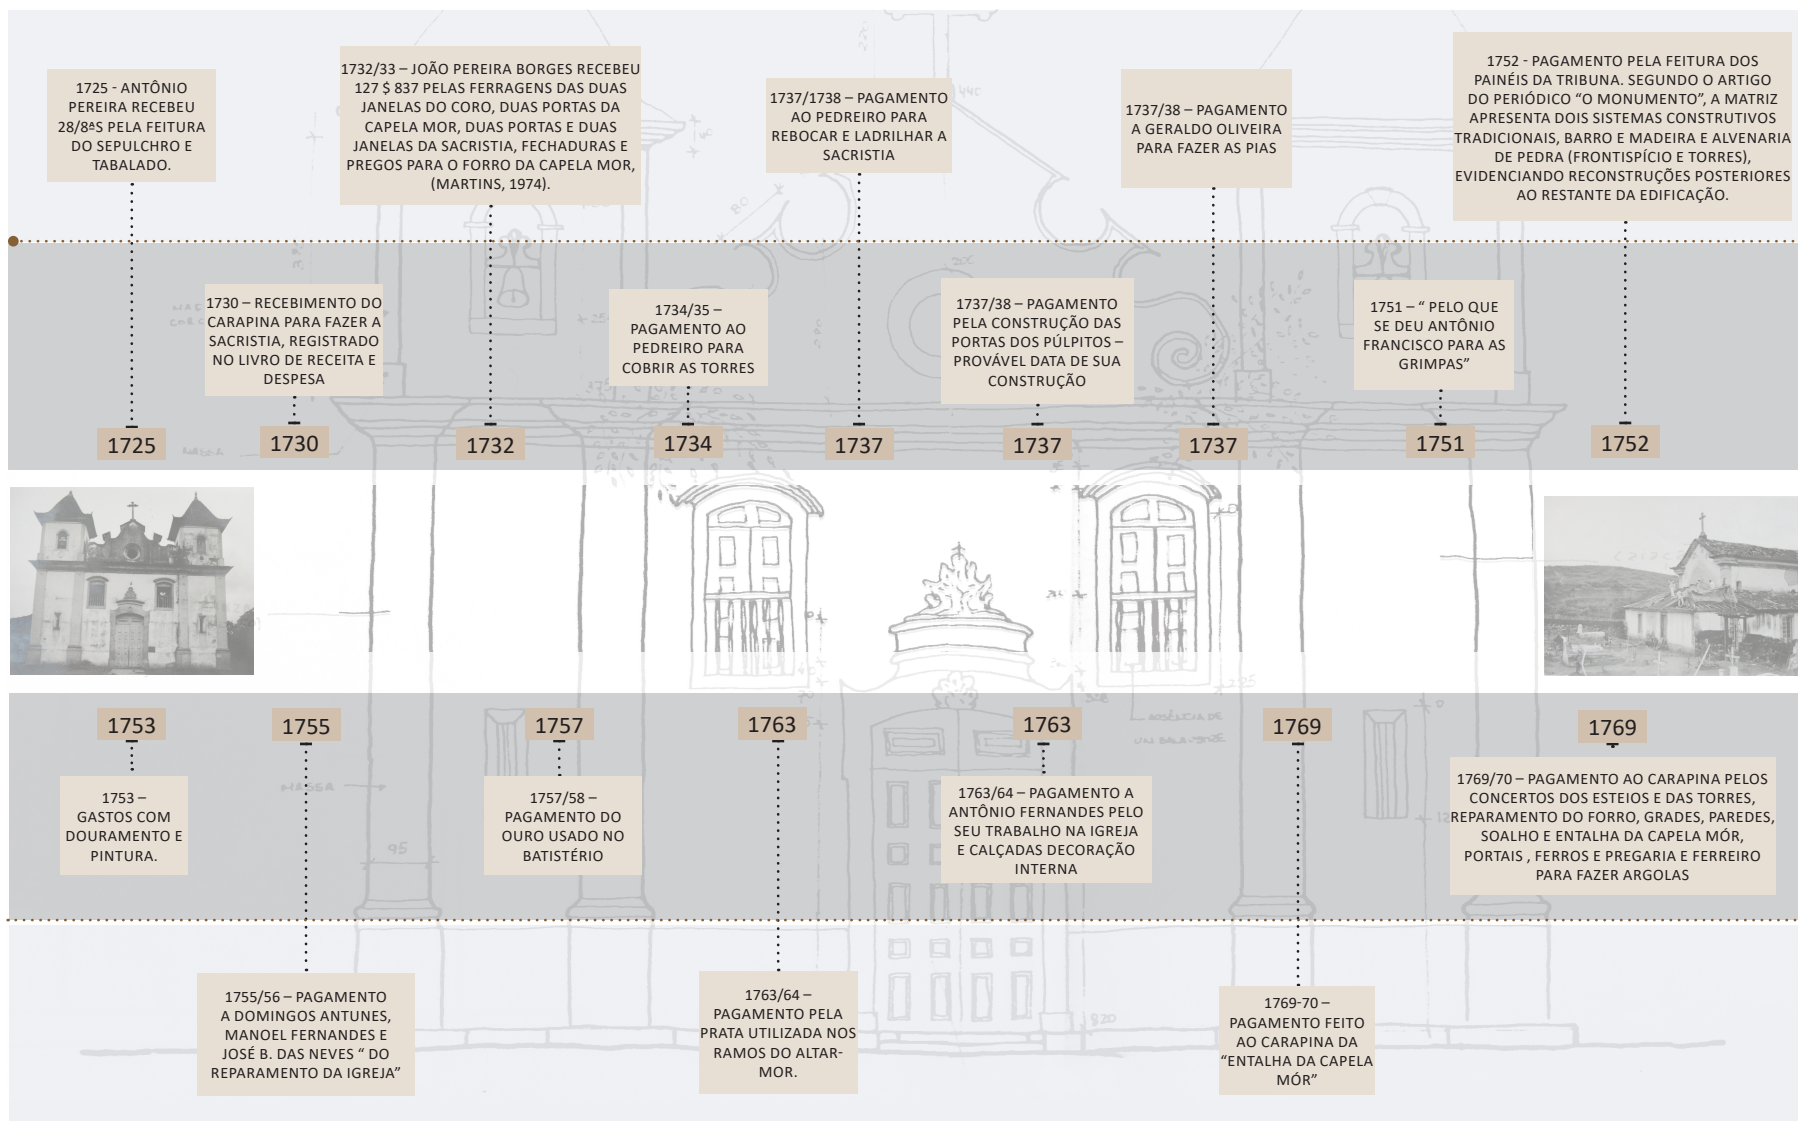 1725 - ANTÔNIO
PEREIRA RECEBEU
28/8ªS PELA FEITURA
DO SEPULCHRO E
TABALADO.
1732/33 – JOÃO PEREIRA BORGES RECEBEU
127 $ 837 PELAS FERRAGENS DAS DUAS
JANELAS DO CORO, DUAS PORTAS DA
CAPELA MOR, DUAS PORTAS E DUAS
JANELAS DA SACRISTIA, FECHADURAS E
PREGOS PARA O FORRO DA CAPELA MOR,
(MARTINS, 1974).
1737/1738 – PAGAMENTO
AO PEDREIRO PARA
REBOCAR E LADRILHAR A
SACRISTIA
1737/38 – PAGAMENTO
A GERALDO OLIVEIRA
PARA FAZER AS PIAS
1752 - PAGAMENTO PELA FEITURA DOS
PAINÉIS DA TRIBUNA. SEGUNDO O ARTIGO
DO PERIÓDICO “O MONUMENTO”, A MATRIZ
APRESENTA DOIS SISTEMAS CONSTRUTIVOS
TRADICIONAIS, BARRO E MADEIRA E ALVENARIA
DE PEDRA (FRONTISPÍCIO E TORRES),
EVIDENCIANDO RECONSTRUÇÕES POSTERIORES
AO RESTANTE DA EDIFICAÇÃO.
1730 – RECEBIMENTO DO
CARAPINA PARA FAZER A
SACRISTIA, REGISTRADO
NO LIVRO DE RECEITA E
DESPESA
1734/35 –
PAGAMENTO AO
PEDREIRO PARA
COBRIR AS TORRES
1737/38 – PAGAMENTO
PELA CONSTRUÇÃO DAS
PORTAS DOS PÚLPITOS –
PROVÁVEL DATA DE SUA
CONSTRUÇÃO
1751 – “ PELO QUE
SE DEU ANTÔNIO
FRANCISCO PARA AS
GRIMPAS”
1725
1730
1732
1734
1737
1737
1737
1751
1752
440
80
200
MASSA
1753
1755
1757
1763
1763
1769
1769
AUSÊNCIA DE
UM BALAUSTRE
MASSA
95
820
1753 –
GASTOS COM
DOURAMENTO E
PINTURA.
1757/58 –
PAGAMENTO DO
OURO USADO NO
BATISTÉRIO
1763/64 – PAGAMENTO A
ANTÔNIO FERNANDES PELO
SEU TRABALHO NA IGREJA
E CALÇADAS DECORAÇÃO
INTERNA
1769/70 – PAGAMENTO AO CARAPINA PELOS
CONCERTOS DOS ESTEIOS E DAS TORRES,
REPARAMENTO DO FORRO, GRADES, PAREDES,
SOALHO E ENTALHA DA CAPELA MÓR,
PORTAIS , FERROS E PREGARIA E FERREIRO
PARA FAZER ARGOLAS
1755/56 – PAGAMENTO
A DOMINGOS ANTUNES,
MANOEL FERNANDES E
JOSÉ B. DAS NEVES “ DO
REPARAMENTO DA IGREJA”
1763/64 –
PAGAMENTO PELA
PRATA UTILIZADA NOS
RAMOS DO ALTAR-
MOR.
1769-70 –
PAGAMENTO FEITO
AO CARAPINA DA
“ENTALHA DA CAPELA
MÓR”